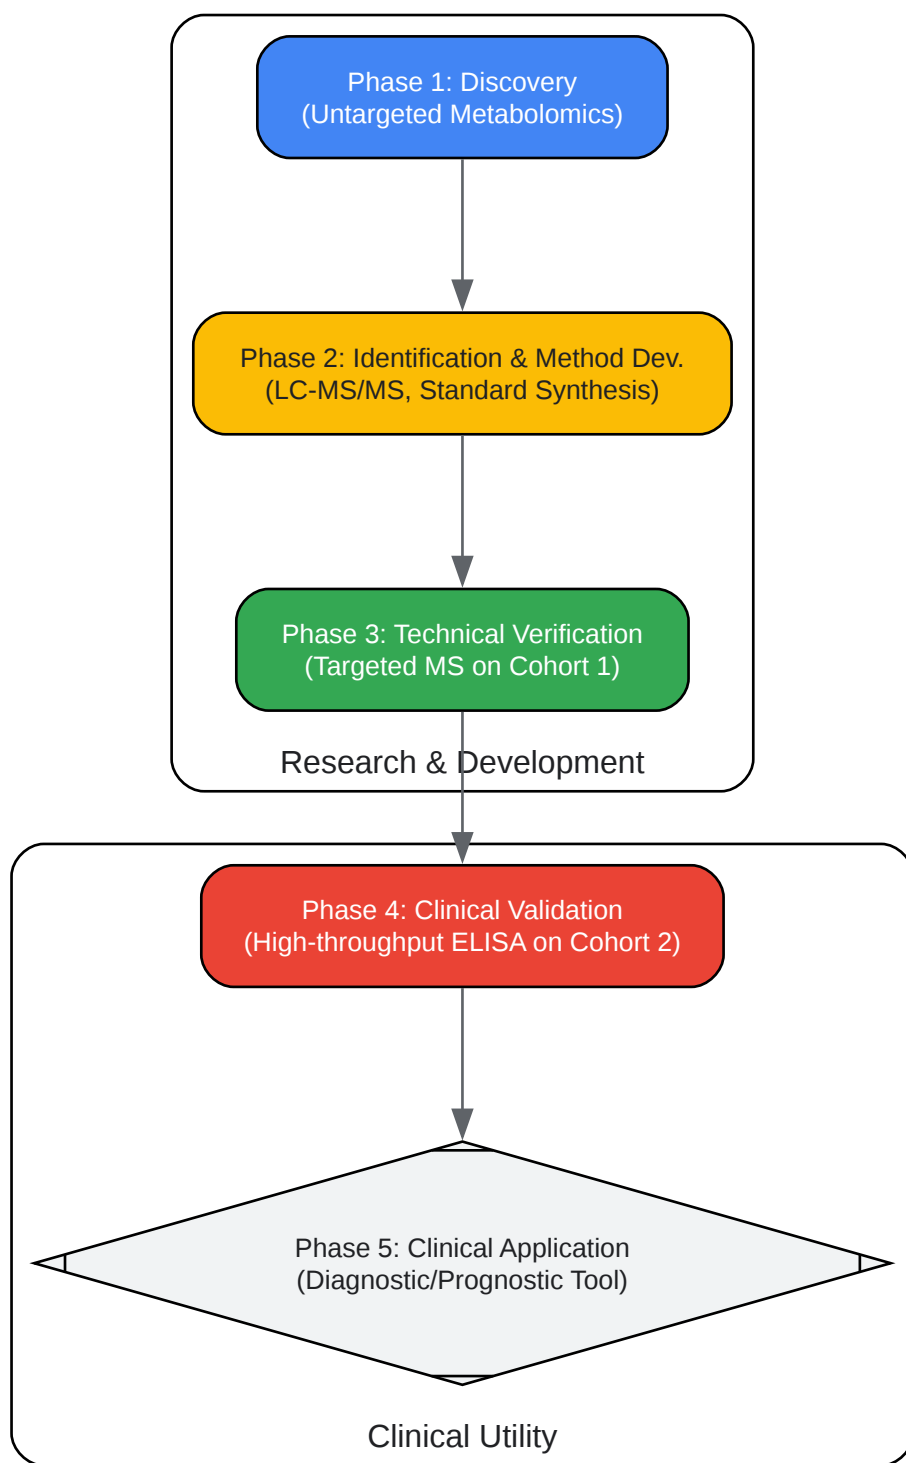 Phase 1: Discovery
(Untargeted Metabolomics)
Phase 2: Identification & Method Dev.
(LC-MS/MS, Standard Synthesis)
Phase 3: Technical Verification
(Targeted MS on Cohort 1)
Research & Development
Phase 4: Clinical Validation
(High-throughput ELISA on Cohort 2)
Phase 5: Clinical Application
(Diagnostic/Prognostic Tool)
Clinical Utility